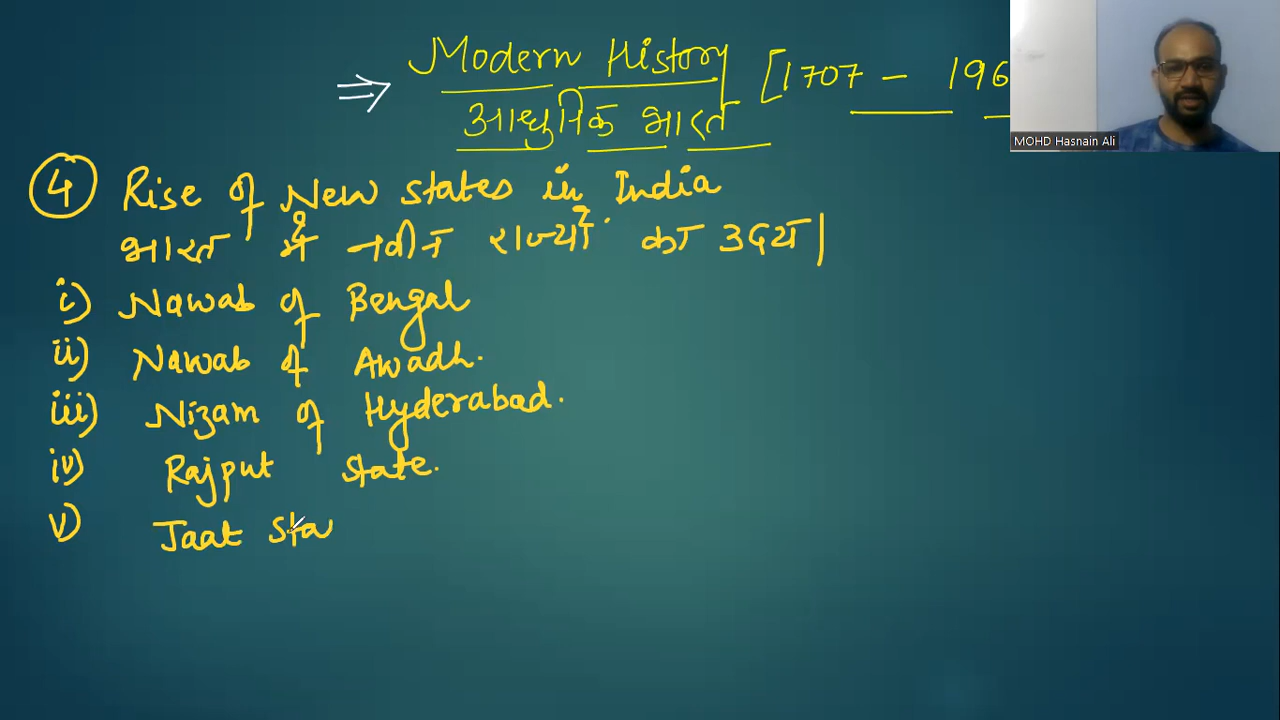 ⇒ Modern History [1707 - 196
आधुनिक भारत
MOHD Hasnain Ali
④ Rise of New states in India
भारत में नवीन राज्यों का उदय।
i) Nawab of Bengal
ii) Nawab of Awadh.
iii) Nizam of Hyderabad.
iv) Rajput State.
v) Jaat Sta